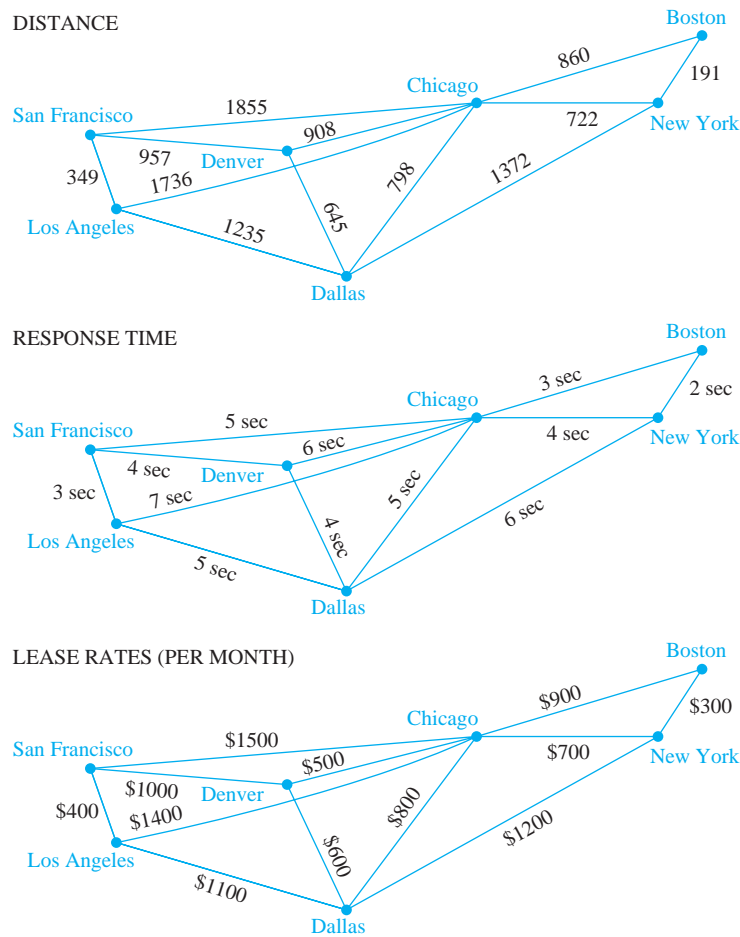 DISTANCE
Boston
860
191
Chicago
San Francisco
1855
908
722
New York
957
Denver
349
1736
798
1372
645
Los Angeles
1235
Dallas
RESPONSE TIME
Boston
3 sec
2 sec
Chicago
5 sec
San Francisco
6 sec
4 sec
New York
4 sec
Denver
3 sec
7 sec
5 sec
6 sec
4 sec
Los Angeles
5 sec
Dallas
LEASE RATES (PER MONTH)
Boston
$900
$300
Chicago
$1500
San Francisco
$500
$700
New York
$1000
Denver
$400
$1400
$800
$1200
$600
Los Angeles
$1100
Dallas